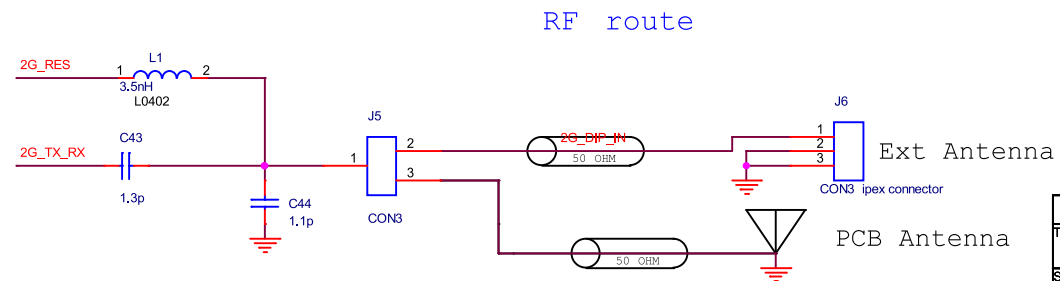 RF route
2G_RES
L1
1
2
3.5nH
L0402
2G_TX_RX
C43
1.3p
C44
1.1p
J5
1
2
3
CON3
2G_DIP_IN
50 OHM
50 OHM
J6
1
2
3
CON3 ipex connector
Ext Antenna
PCB Antenna
T
S